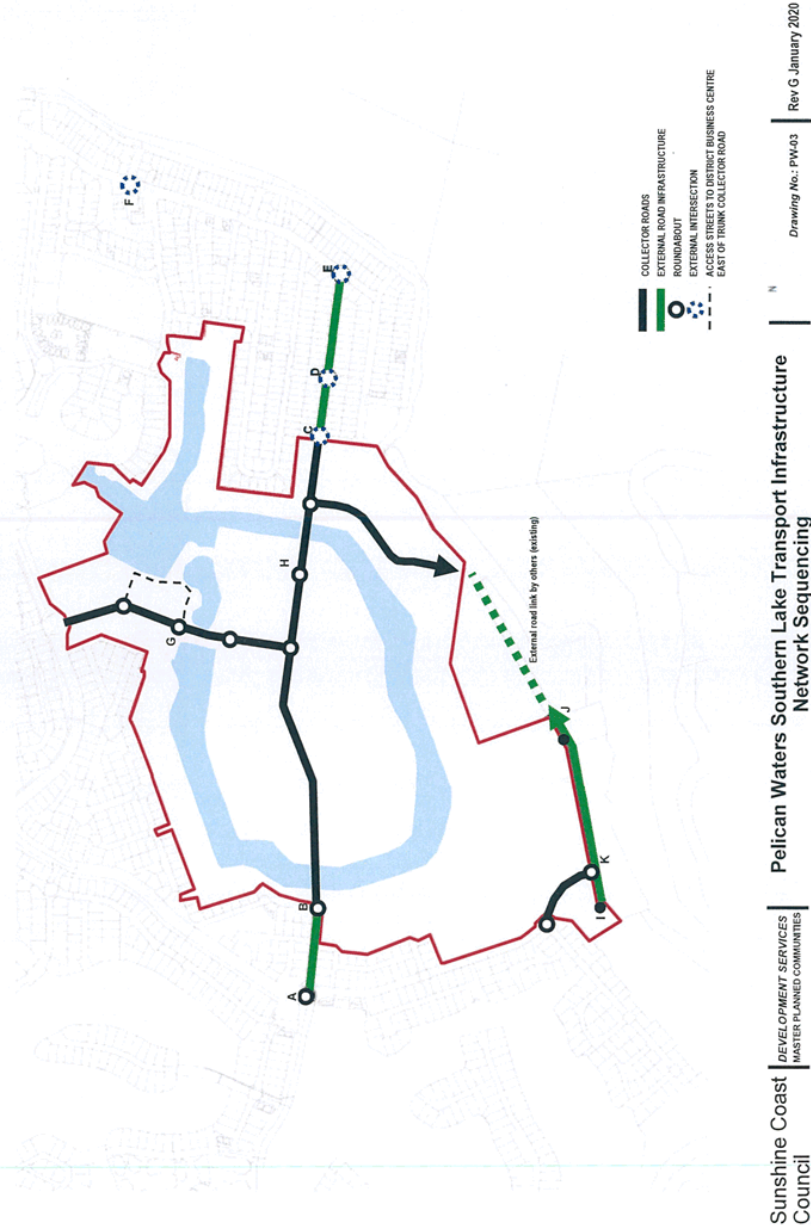 F
E
D
C
H
G
B
A
J
K
I
External road link by others (existing)
COLLECTOR ROADS
EXTERNAL ROAD INFRASTRUCTURE
ROUNDABOUT
EXTERNAL INTERSECTION
ACCESS STREETS TO DISTRICT BUSINESS CENTRE
EAST OF TRUNK COLLECTOR ROAD
Sunshine Coast
Council
DEVELOPMENT SERVICES
MASTER PLANNED COMMUNITIES
Pelican Waters Southern Lake Transport Infrastructure
Network Sequencing
N
Drawing No.: PW-03
Rev G January 2020